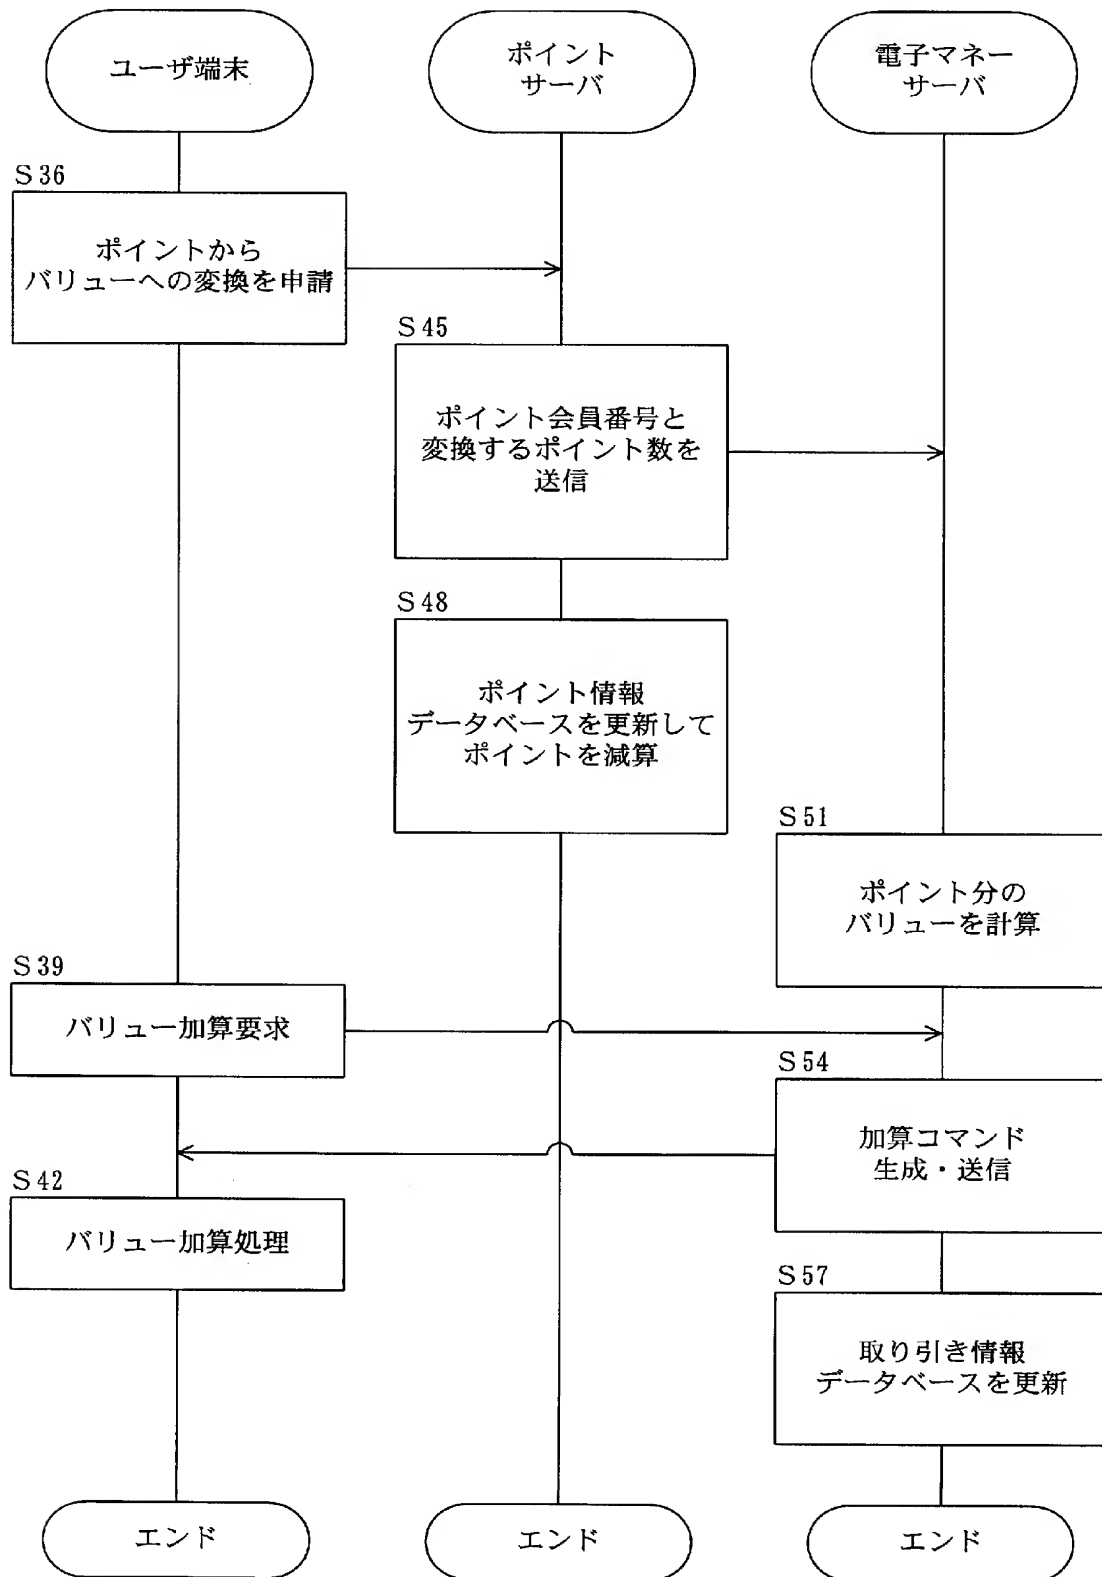 ユーザ端末
ポイント
サーバ
電子マネー
サーバ
S36
ポイントから
バリューへの変換を申請
S45
ポイント会員番号と
変換するポイント数を
送信
S48
ポイント情報
データベースを更新して
ポイントを減算
S51
ポイント分の
バリューを計算
S39
バリュー加算要求
S54
加算コマンド
生成・送信
S42
バリュー加算処理
S57
取り引き情報
データベースを更新
エンド
エンド
エンド